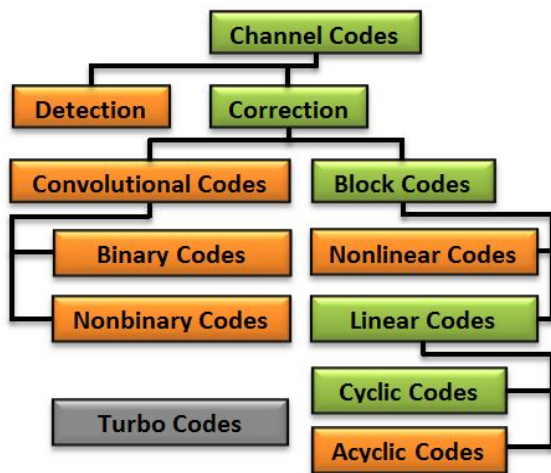 Channel Codes
Detection
Correction
Convolutional Codes
Block Codes
Binary Codes
Nonlinear Codes
Nonbinary Codes
Linear Codes
Cyclic Codes
Turbo Codes
Acyclic Codes